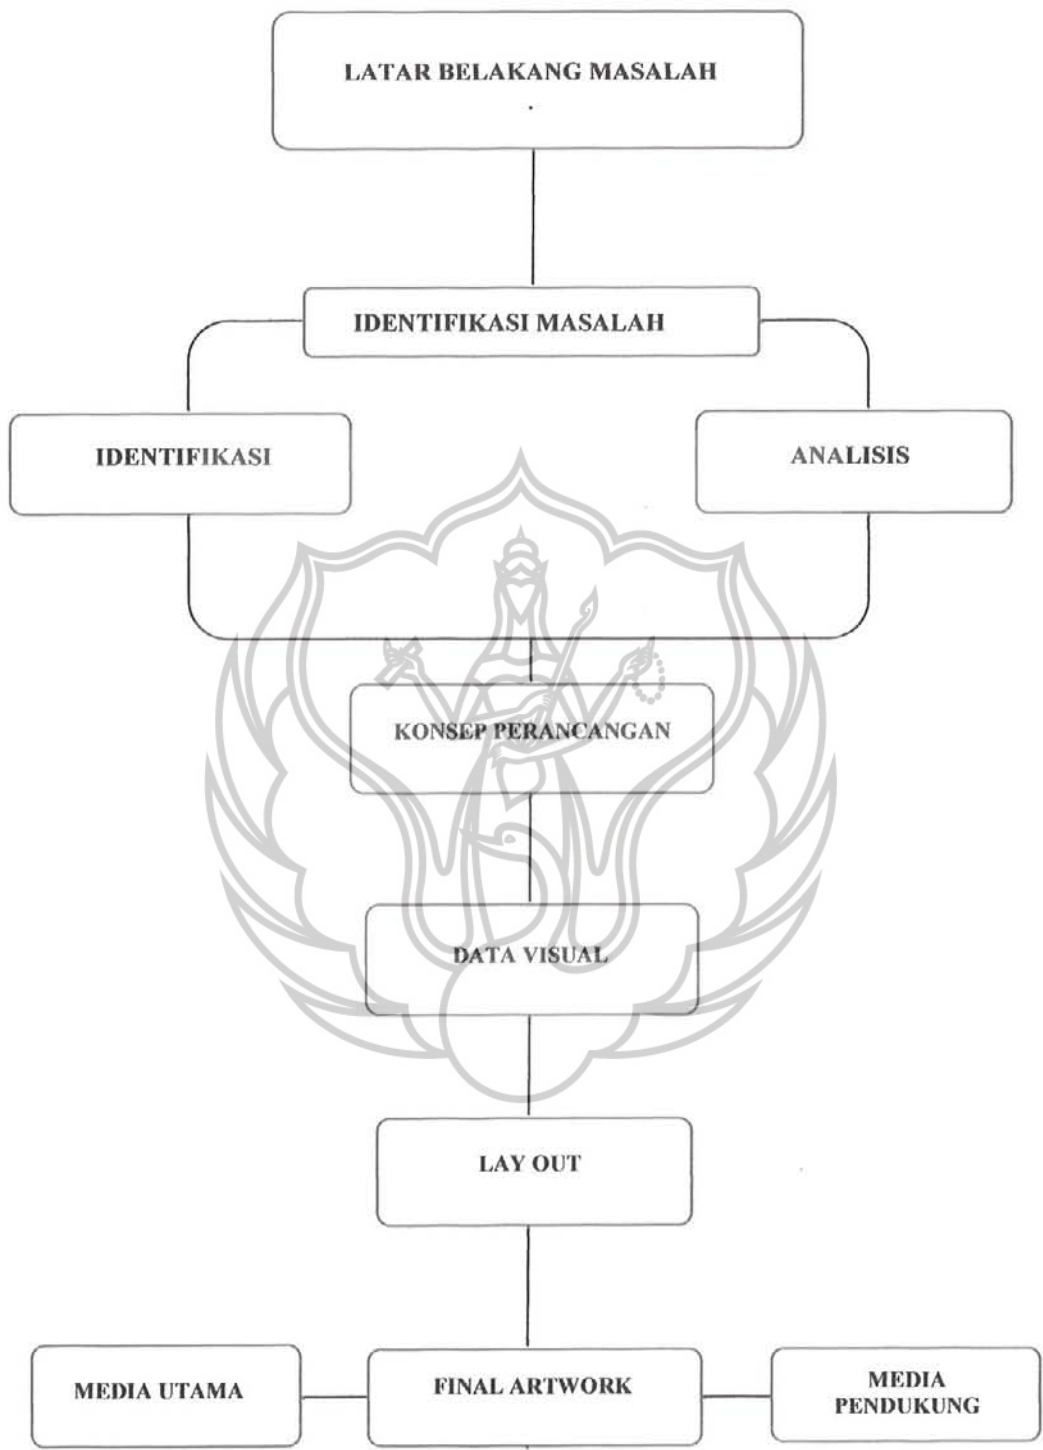 LATAR BELAKANG MASALAH
IDENTIFIKASI MASALAH
IDENTIFIKASI
ANALISIS
KONSEP PERANCANGAN
DATA VISUAL
LAY OUT
MEDIA UTAMA
FINAL ARTWORK
MEDIA
PENDUKUNG